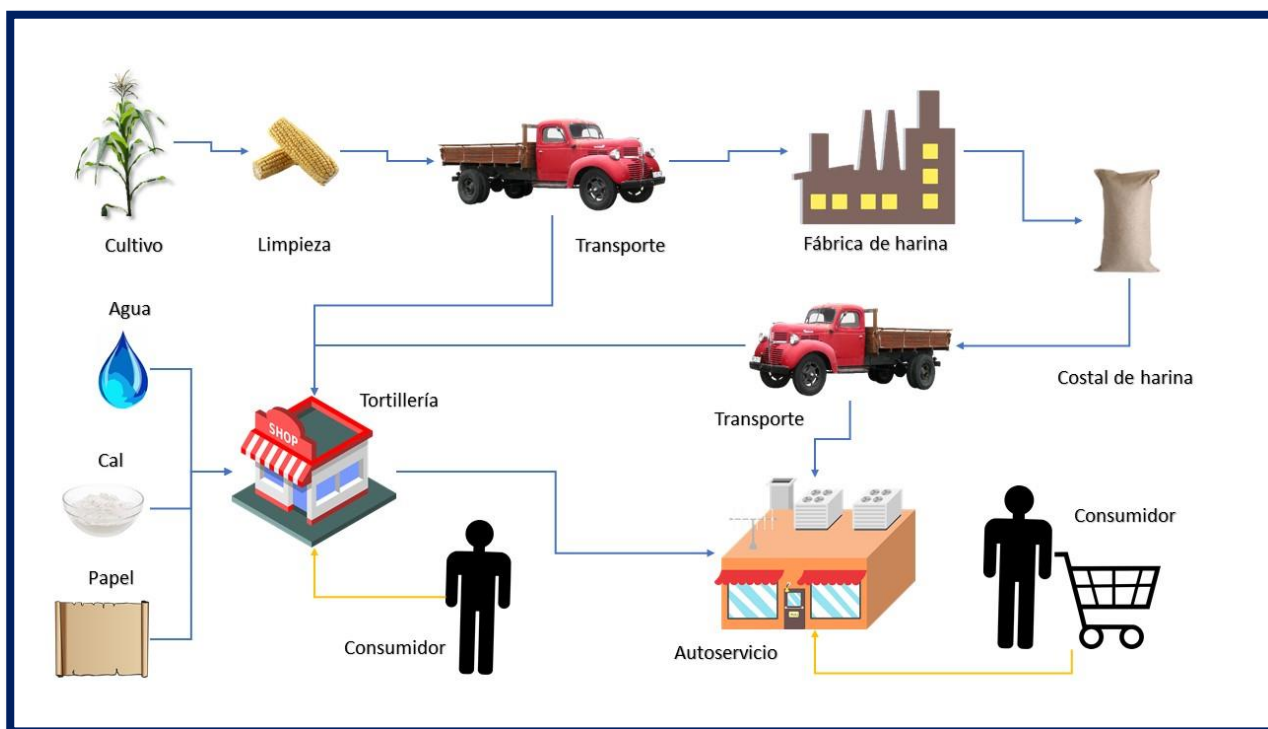 Cultivo
Limpieza
Transporte
Fábrica de harina
Agua
Costal de harina
Tortillería
Transporte
SHOP
Cal
Consumidor
Papel
Consumidor
Autoservicio